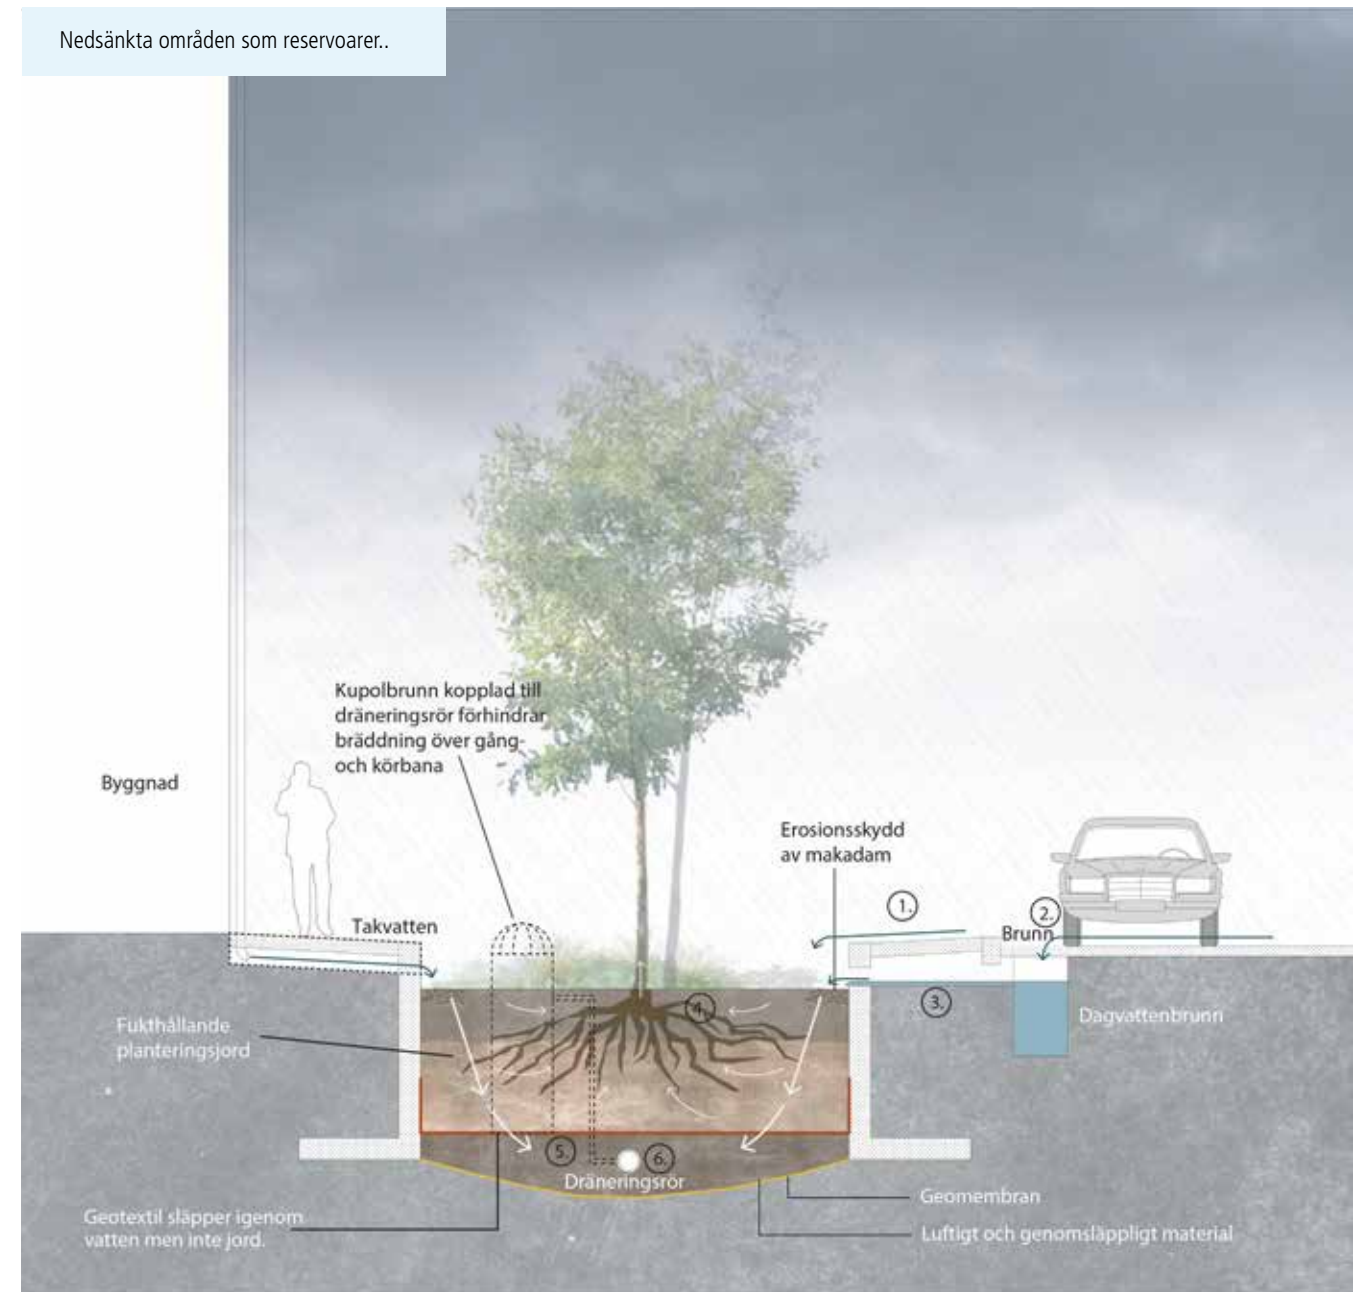 Nedsänkta områden som reservoarer..
Kupolbrunn kopplad till
dräneringsrör förhindrar
bräddning över gång-
och körbana
Byggnad
Erosionsskydd
av makadam
1.
2.
Takvatten
Brunn
3.
4.
Dagvattenbrunn
Fukthållande
planteringsjord
5.
6.
Dräneringsrör
Geomembran
Geotextil släpper igenom
vatten men inte jord.
Luftigt och genomsläppligt material